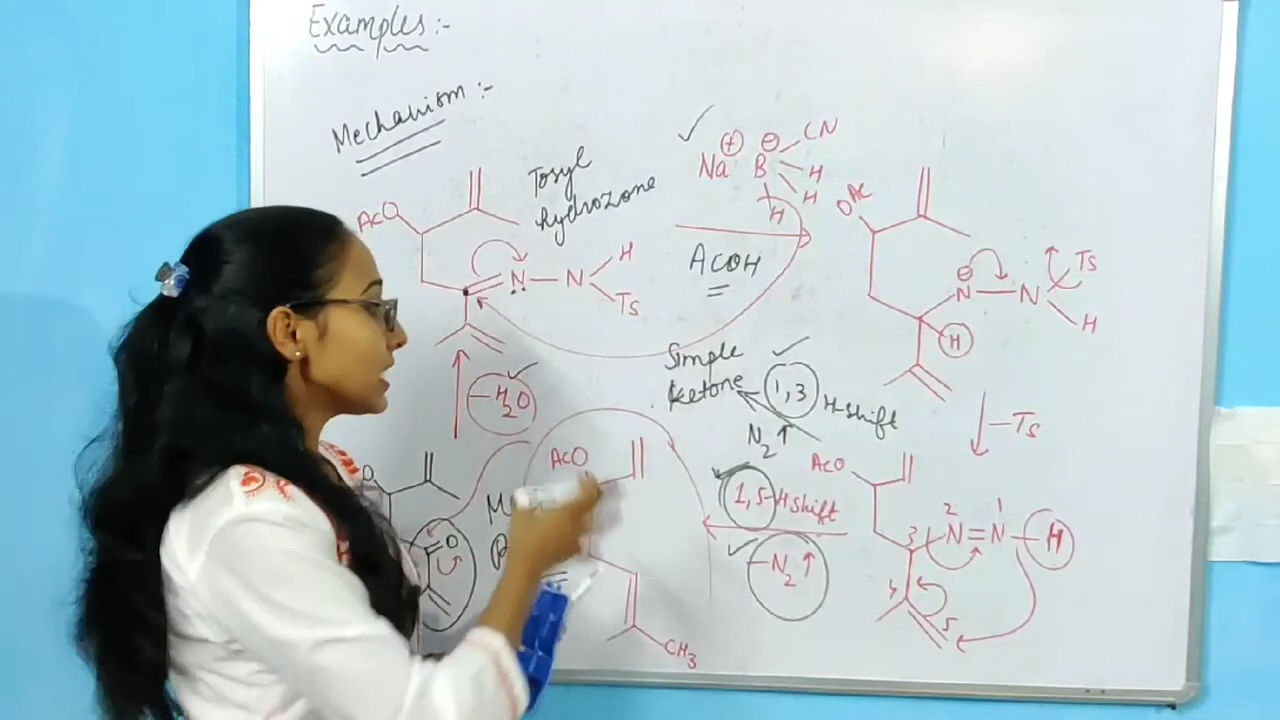 Examples:-
Mechanism:-
AcO
Tosyl
hydrozone
N — N
H
Ts
Na ⊕ B ⊖ CN
H
H
H
AcOH
OAc
⊖
N — N
Ts
H
H
-H2O
Simple
ketone
1,3 H-shift
N2↑
-Ts
O
O
AcO
CH3
1,5-H shift
-N2↑
AcO
2 1
3 N=N-H
4
5